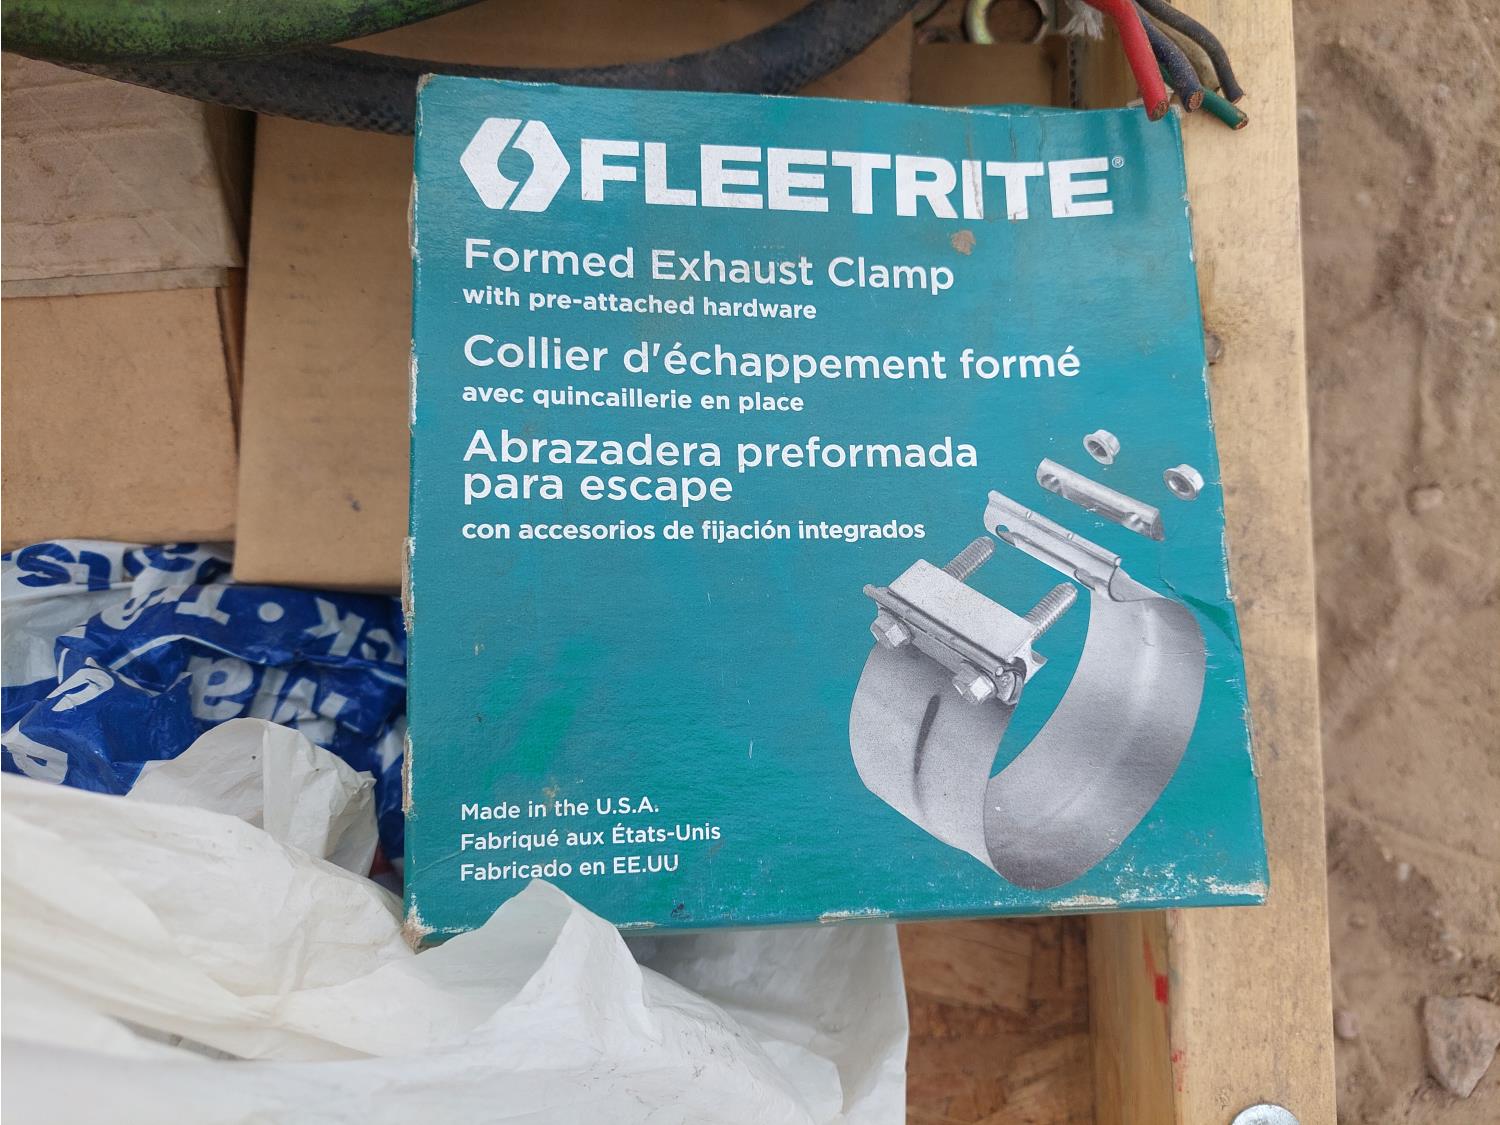 FLEETRITE®
Formed Exhaust Clamp
with pre-attached hardware
Collier d'échappement formé
avec quincaillerie en place
Abrazadera preformada
para escape
con accesorios de fijación integrados
Made in the U.S.A.
Fabriqué aux États-Unis
Fabricado en EE.UU